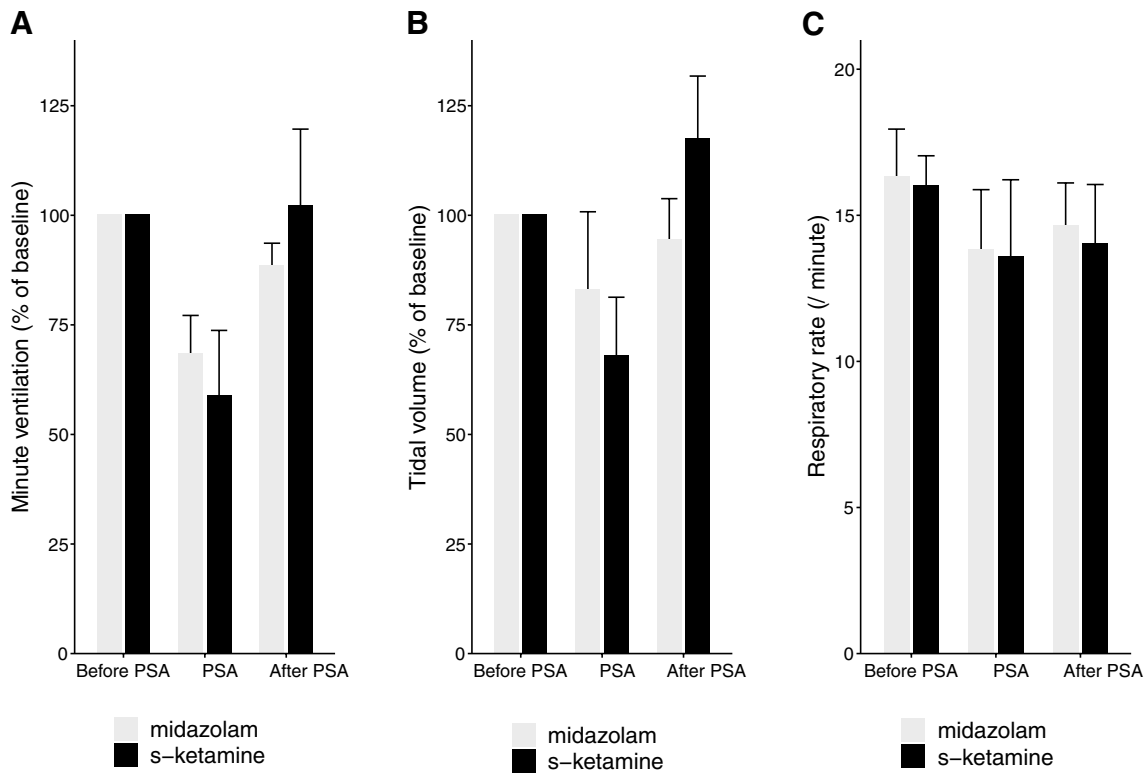 A
Minute ventilation (% of baseline)
125
100
75
50
25
0
Before PSA PSA After PSA
midazolam
s−ketamine
B
Tidal volume (% of baseline)
125
100
75
50
25
0
Before PSA PSA After PSA
midazolam
s−ketamine
C
Respiratory rate (/ minute)
20
15
10
5
0
Before PSA PSA After PSA
midazolam
s−ketamine